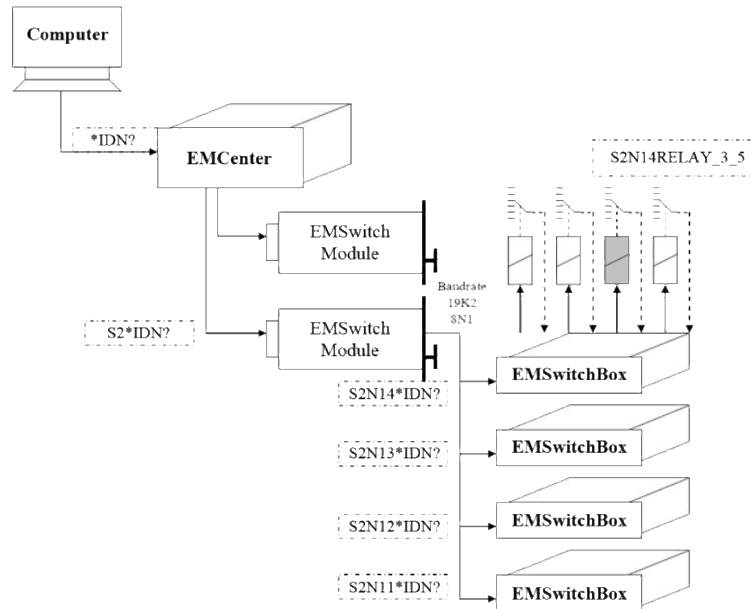 Computer
*IDN?
EMCenter
S2N14RELAY_3_5
EMSwitch
Module
Baudrate
19K2
8N1
S2*IDN?
EMSwitch
Module
S2N14*IDN?
EMSwitchBox
S2N13*IDN?
EMSwitchBox
S2N12*IDN?
EMSwitchBox
S2N11*IDN?
EMSwitchBox